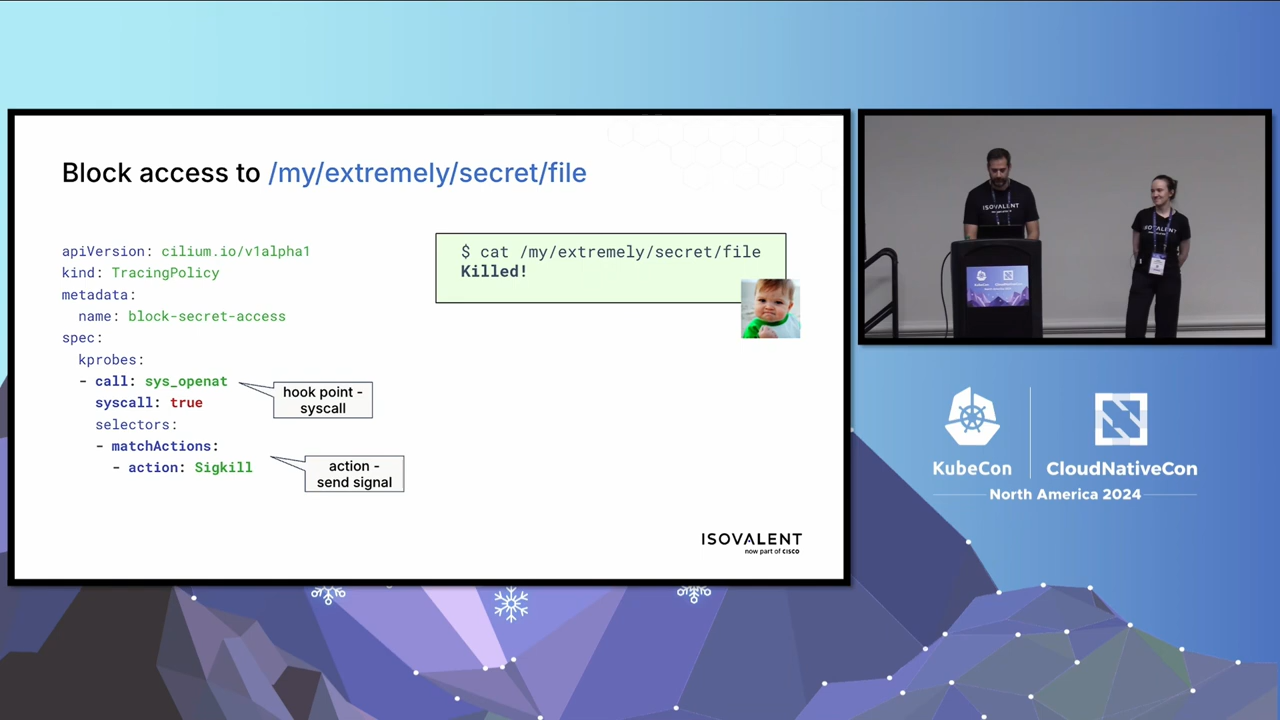 Block access to /my/extremely/secret/file
apiVersion: cilium.io/v1alpha1
kind: TracingPolicy
metadata:
  name: block-secret-access
spec:
  kprobes:
  - call: sys_openat
    syscall: true
    selectors:
    - matchActions:
      - action: Sigkill
hook point -
syscall
action -
send signal
$ cat /my/extremely/secret/file
Killed!
ISOVALENT
now part of CISCO
ISOVALENT
ISOVALENT
KubeCon
CloudNativeCon
North America 2024